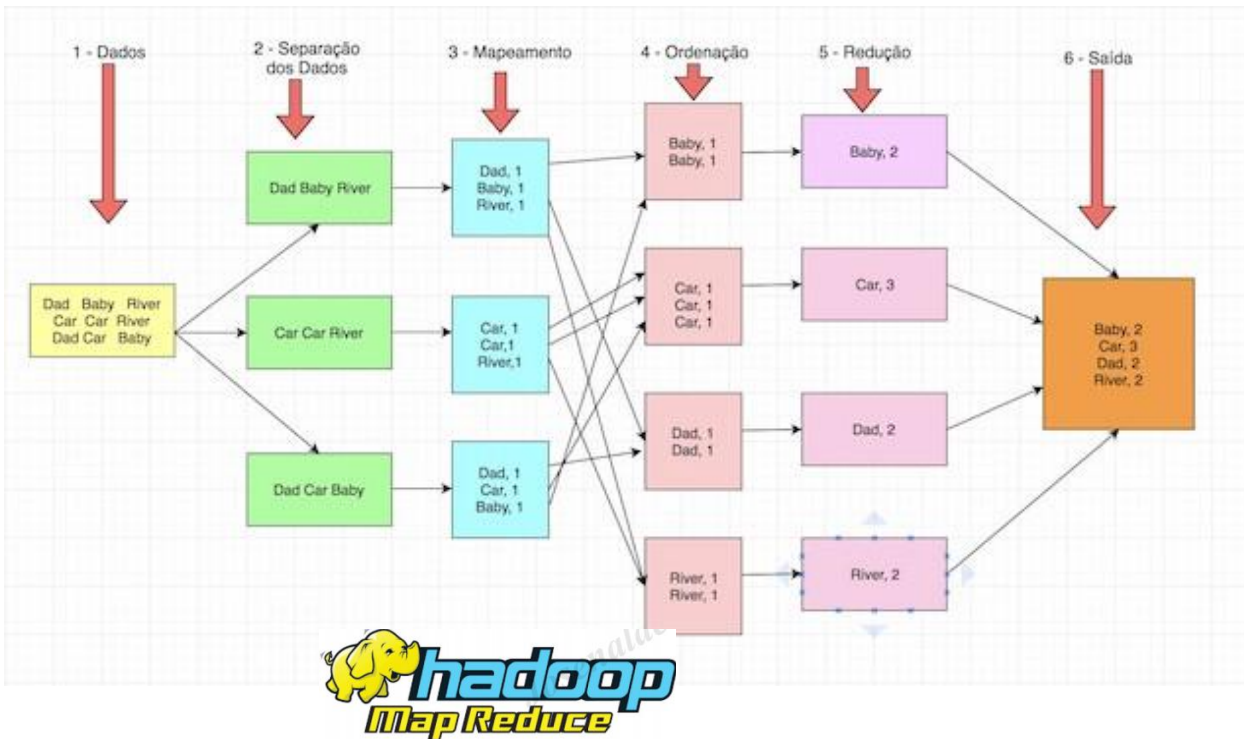 1 - Dados
2 - Separação
dos Dados
3 - Mapeamento
4 - Ordenação
5 - Redução
6 - Saída
Dad Baby River
Car Car River
Dad Car Baby
Dad Baby River
Car Car River
Dad Car Baby
Dad, 1
Baby, 1
River, 1
Car, 1
Car,1
River,1
Dad, 1
Car, 1
Baby, 1
Baby, 1
Baby, 1
Car, 1
Car, 1
Car, 1
Dad, 1
Dad, 1
River, 1
River, 1
Baby, 2
Car, 3
Dad, 2
River, 2
Baby, 2
Car, 3
Dad, 2
River, 2
hadoop
Map Reduce